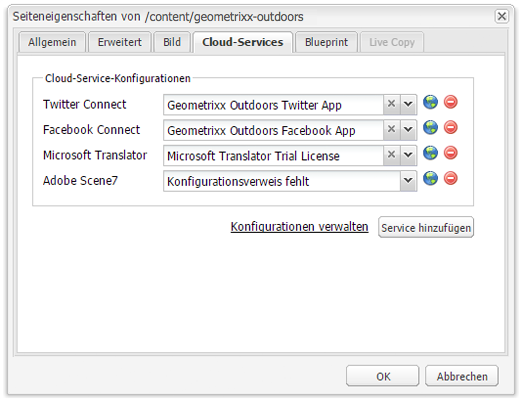 Seiteneigenschaften von /content/geometrixx-outdoors
Allgemein Erweitert Bild Cloud-Services Blueprint Live Copy
Cloud-Service-Konfigurationen
Twitter Connect Geometrixx Outdoors Twitter App
Facebook Connect Geometrixx Outdoors Facebook App
Microsoft Translator Microsoft Translator Trial License
Adobe Scene7 Konfigurationsverweis fehlt
Konfigurationen verwalten Service hinzufügen
OK Abbrechen